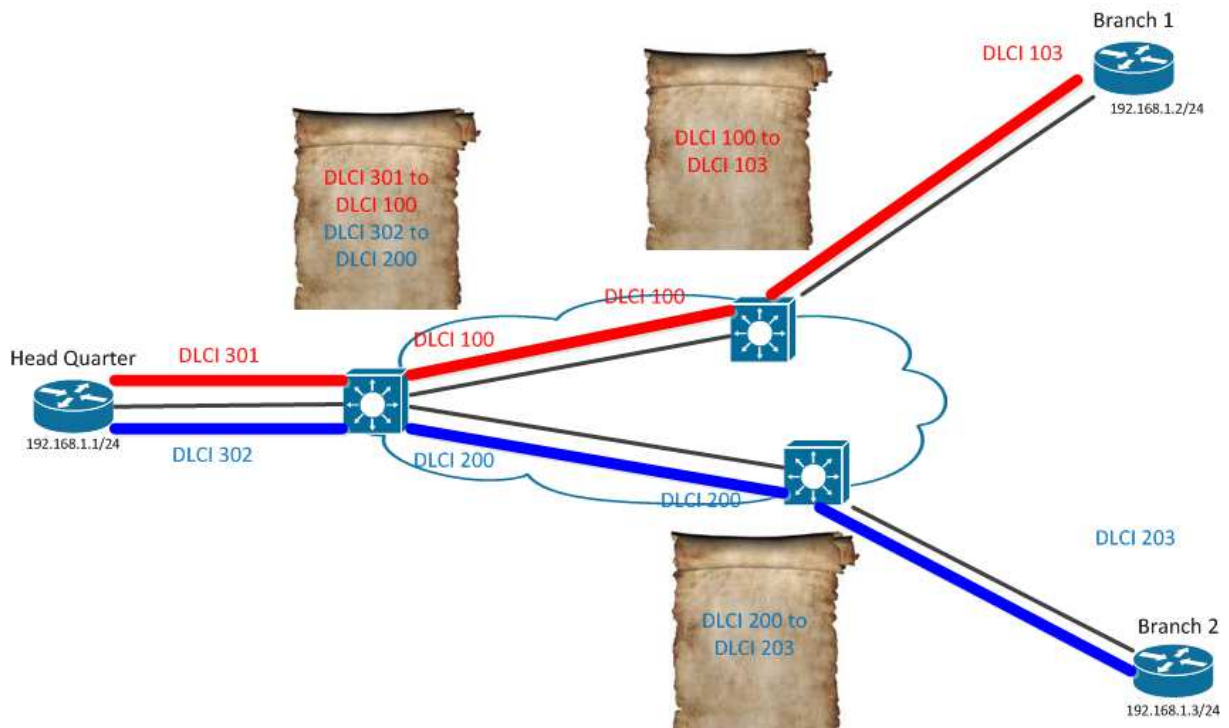 Branch 1
DLCI 103
192.168.1.2/24
DLCI 100 to
DLCI 103
DLCI 301 to
DLCI 100
DLCI 302 to
DLCI 200
DLCI 100
DLCI 100
Head Quarter
DLCI 301
192.168.1.1/24
DLCI 302
DLCI 200
DLCI 200
DLCI 203
DLCI 200 to
DLCI 203
Branch 2
192.168.1.3/24